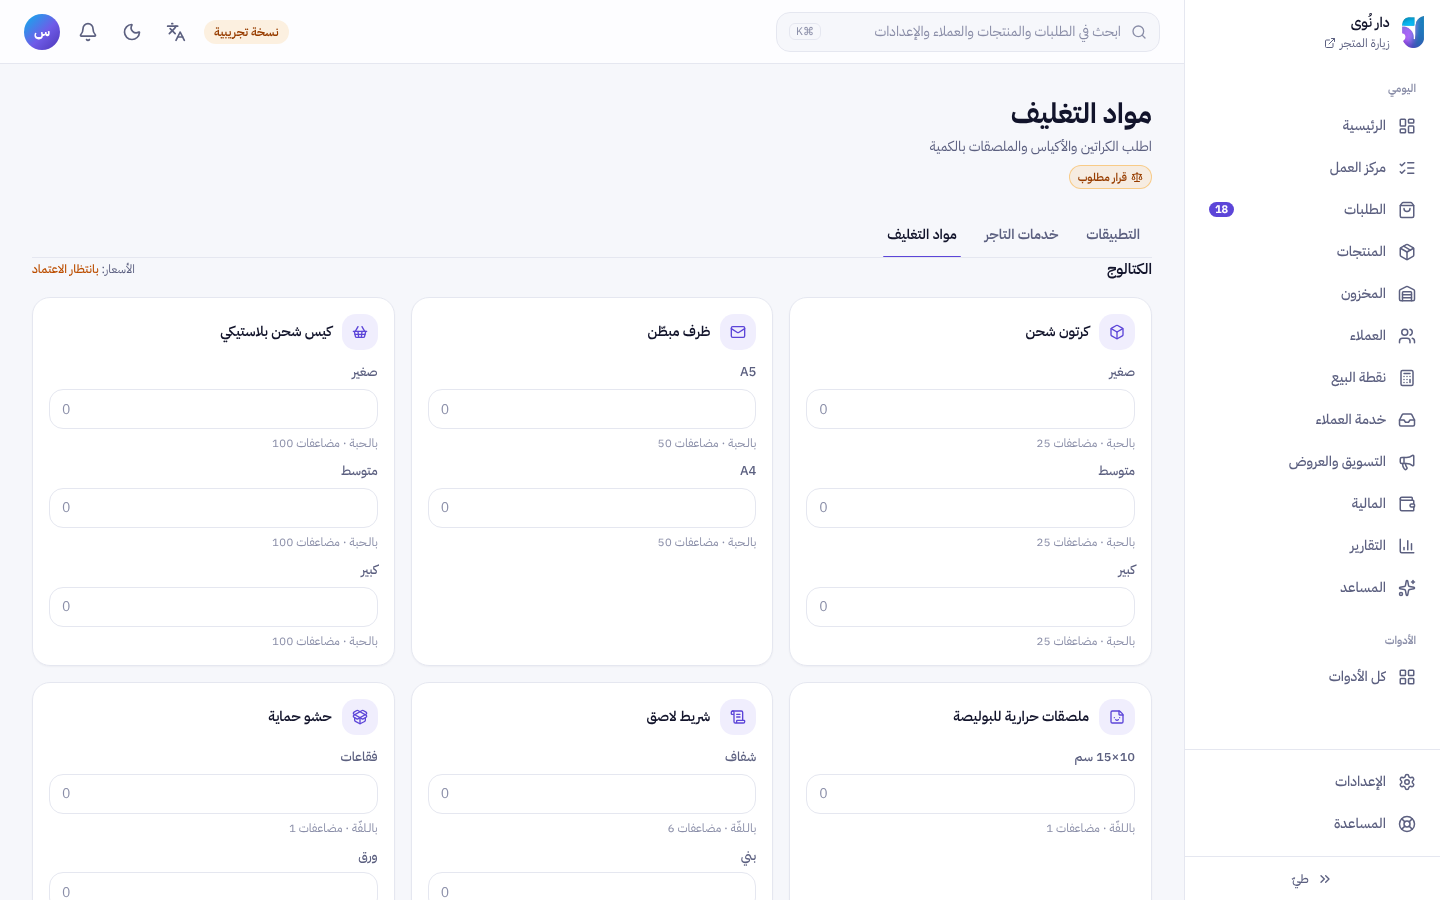 دار نُوى
زيارة المتجر
اليومي
الرئيسية
مركز العمل
الطلبات
18
المنتجات
المخزون
العملاء
نقطة البيع
خدمة العملاء
التسويق والعروض
المالية
التقارير
المساعد
الأدوات
كل الأدوات
الإعدادات
المساعدة
طيّ
ابحث في الطلبات والمنتجات والعملاء والإعدادات
⌘K
نسخة تجريبية
س
مواد التغليف
اطلب الكراتين والأكياس والملصقات بالكمية
قرار مطلوب
التطبيقات
خدمات التاجر
مواد التغليف
الكتالوج
الأسعار: بانتظار الاعتماد
كرتون شحن
صغير
0
بالحبة · مضاعفات 25
متوسط
0
بالحبة · مضاعفات 25
كبير
0
بالحبة · مضاعفات 25
ظرف مبطّن
A5
0
بالحبة · مضاعفات 50
A4
0
بالحبة · مضاعفات 50
كيس شحن بلاستيكي
صغير
0
بالحبة · مضاعفات 100
متوسط
0
بالحبة · مضاعفات 100
كبير
0
بالحبة · مضاعفات 100
ملصقات حرارية للبوليصة
10×15 سم
0
باللفّة · مضاعفات 1
شريط لاصق
شفاف
0
باللفّة · مضاعفات 6
بني
0
حشو حماية
فقاعات
0
باللفّة · مضاعفات 1
ورق
0